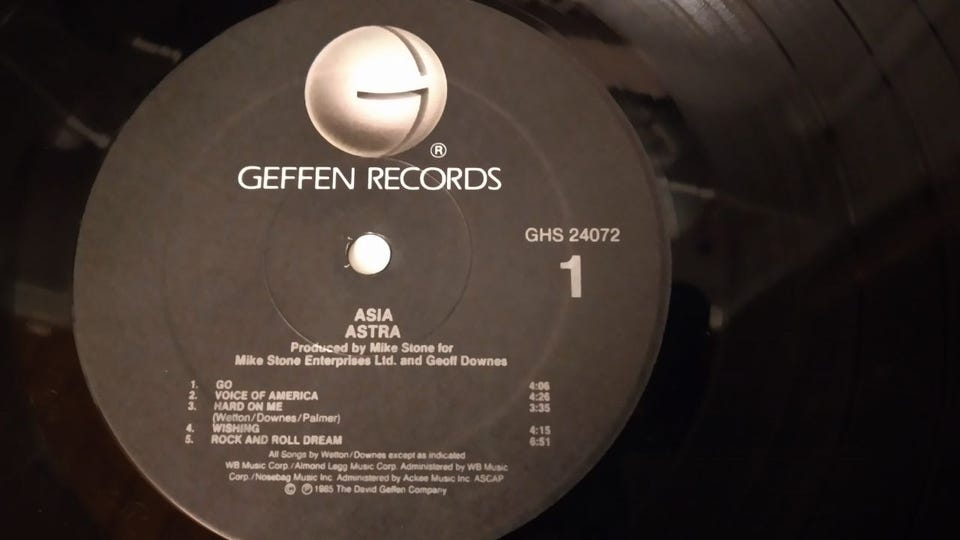 ®
GEFFEN RECORDS
GHS 24072
1
ASIA
ASTRA
Produced by Mike Stone for
Mike Stone Enterprises Ltd. and Geoff Downes
1. GO 4:06
2. VOICE OF AMERICA 4:26
3. HARD ON ME 3:35
(Wetton/Downes/Palmer)
4. WISHING 4:15
5. ROCK AND ROLL DREAM 6:51
All Songs by Wetton/Downes except as indicated
WB Music Corp./Almond Legg Music Corp. Administered by WB Music
Corp./Nosebag Music Inc. Administered by Ackee Music Inc. ASCAP
© ℗ 1985 The David Geffen Company